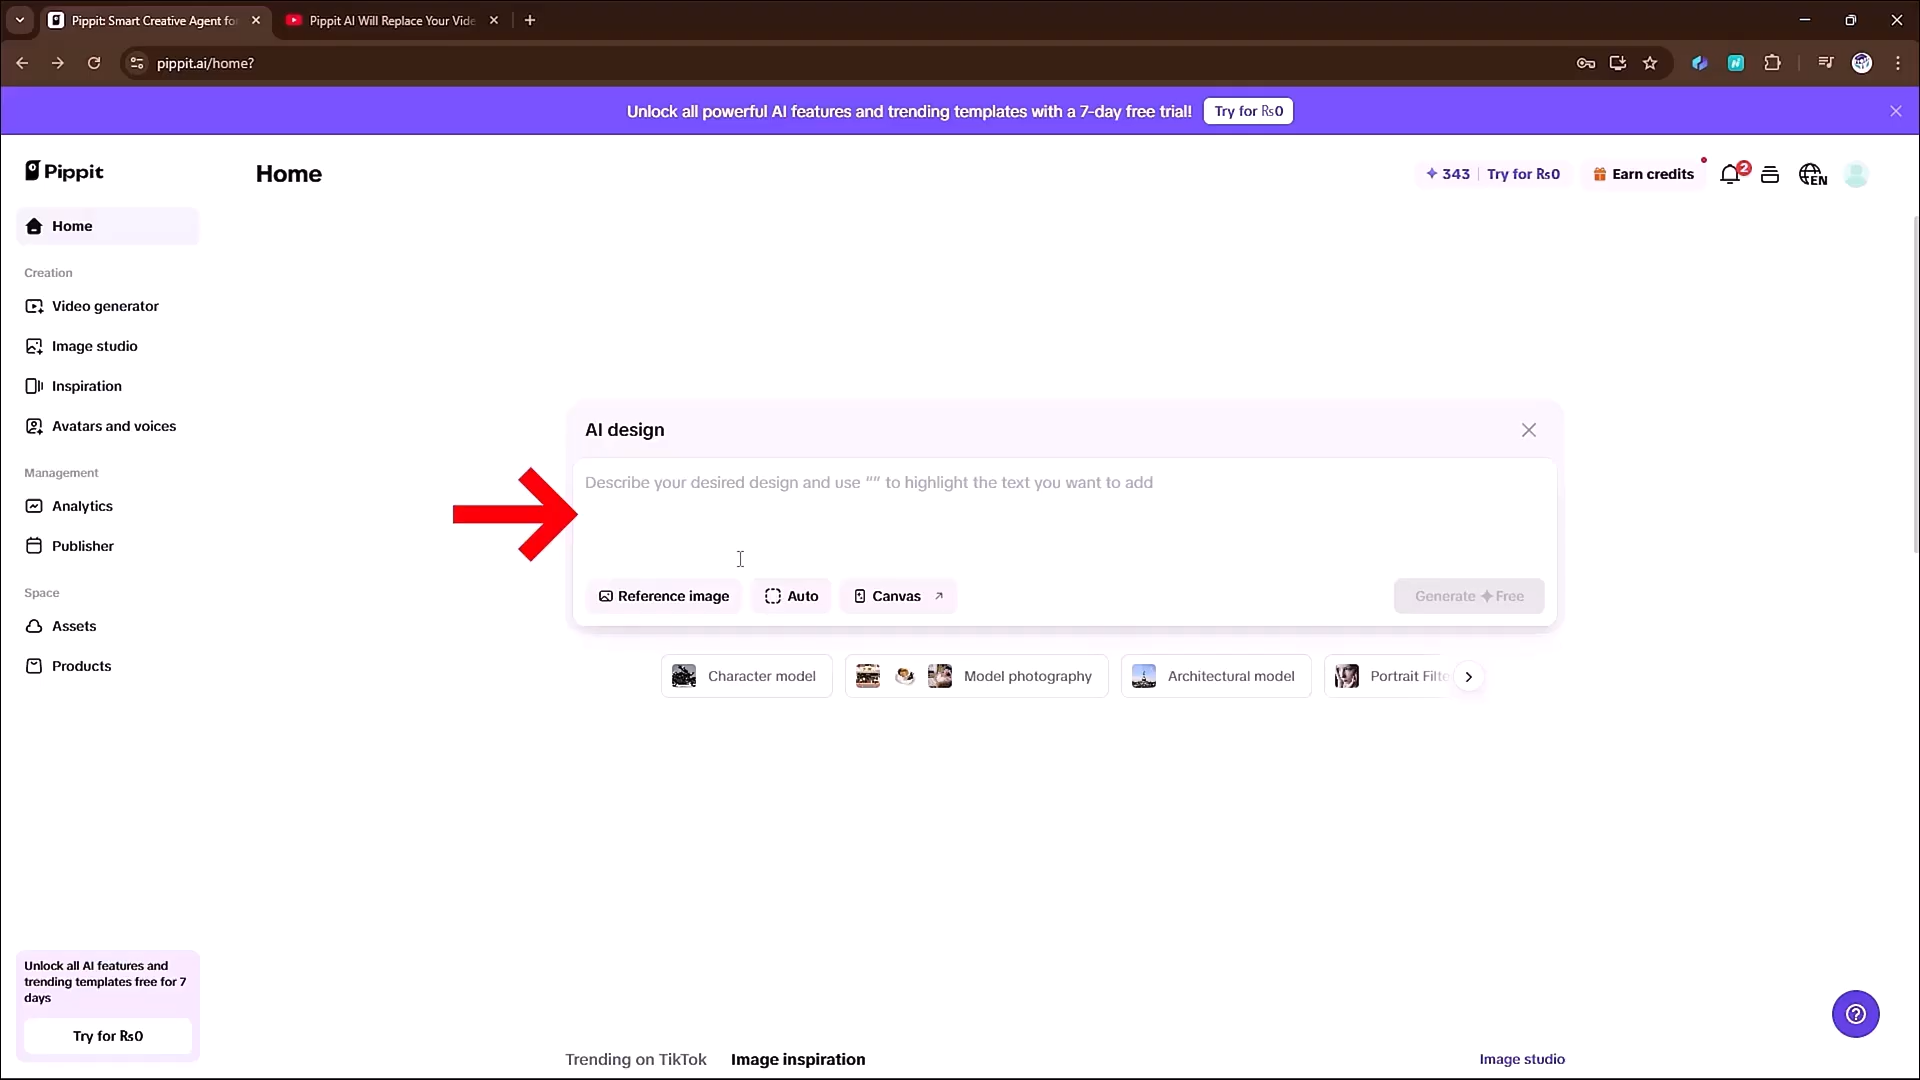 Pippit: Smart Creative Agent fo
Pippit AI Will Replace Your Vide
pippit.ai/home?
Unlock all powerful AI features and trending templates with a 7-day free trial!
Try for Rs0
Pippit
Home
343
Try for Rs0
Earn credits
2
EN
Home
Creation
Video generator
Image studio
Inspiration
Avatars and voices
Management
Analytics
Publisher
Space
Assets
Products
AI design
Describe your desired design and use “” to highlight the text you want to add
Reference image
Auto
Canvas
Generate
Free
Character model
Model photography
Architectural model
Portrait Filte
Unlock all AI features and
trending templates free for 7
days
Try for Rs0
Trending on TikTok
Image inspiration
Image studio